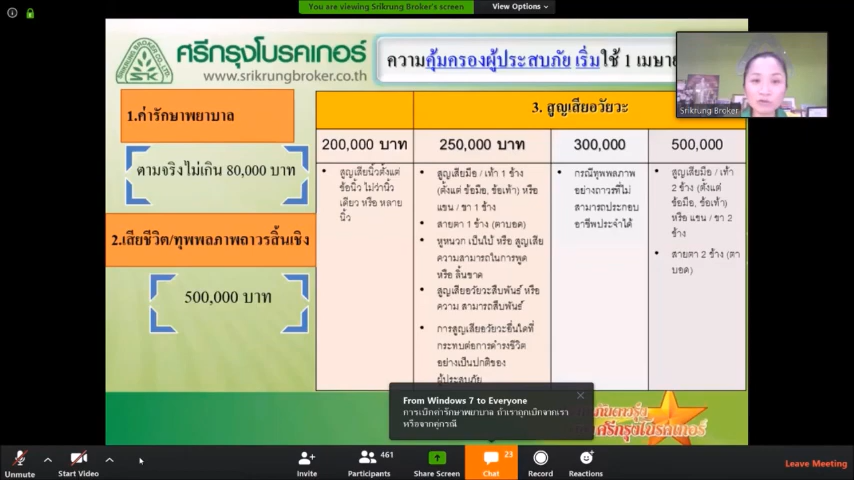 You are viewing Srikrung Broker's screen
View Options
SRIKRUNG BROKER CO., LTD.
SK
ศรีกรุงโบรคเกอร์
www.srikrungbroker.co.th
ความคุ้มครองผู้ประสบภัย เริ่มใช้ 1 เมษายน
Srikrung Broker
1.ค่ารักษาพยาบาล
ตามจริงไม่เกิน 80,000 บาท
2.เสียชีวิต/ทุพพลภาพถาวรสิ้นเชิง
500,000 บาท
3. สูญเสียอวัยวะ
200,000 บาท
250,000 บาท
300,000
500,000
• สูญเสียนิ้วตั้งแต่
ข้อนิ้ว ไม่ว่านิ้ว
เดียว หรือ หลาย
นิ้ว
• สูญเสียมือ / เท้า 1 ข้าง
(ตั้งแต่ ข้อมือ, ข้อเท้า) หรือ
แขน / ขา 1 ข้าง
• สายตา 1 ข้าง (ตาบอด)
• หูหนวก เป็นใบ้ หรือ สูญเสีย
ความสามารถในการพูด
หรือ ลิ้นขาด
• สูญเสียอวัยวะสืบพันธ์ หรือ
ความ สามารถสืบพันธ์
• การสูญเสียอวัยวะอื่นใดที่
กระทบต่อการดำรงชีวิต
อย่างเป็นปกติของ
ผู้ประสบภัย
• กรณีทุพพลภาพ
อย่างถาวรที่ไม่
สามารถประกอบ
อาชีพประจำได้
• สูญเสียมือ / เท้า
2 ข้าง (ตั้งแต่
ข้อมือ, ข้อเท้า)
หรือ แขน / ขา 2
ข้าง
• สายตา 2 ข้าง (ตา
บอด)
From Windows 7 to Everyone
การเบิกค่ารักษาพยาบาล ถ้าเราถูกเบิกจากเรา
หรือจากคู่กรณี
ศรีกรุงโบรคเกอร์
Unmute
Start Video
Invite
461
Participants
Share Screen
23
Chat
Record
Reactions
Leave Meeting